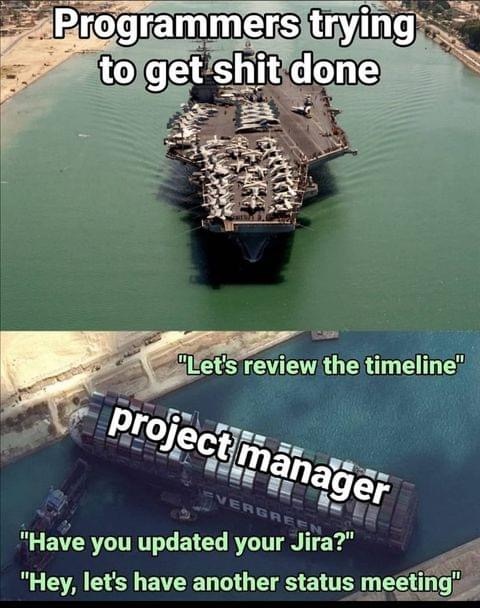 Programmers trying
to get shit done
"Let's review the timeline"
project manager
EVERGREEN
"Have you updated your Jira?"
"Hey, let's have another status meeting"